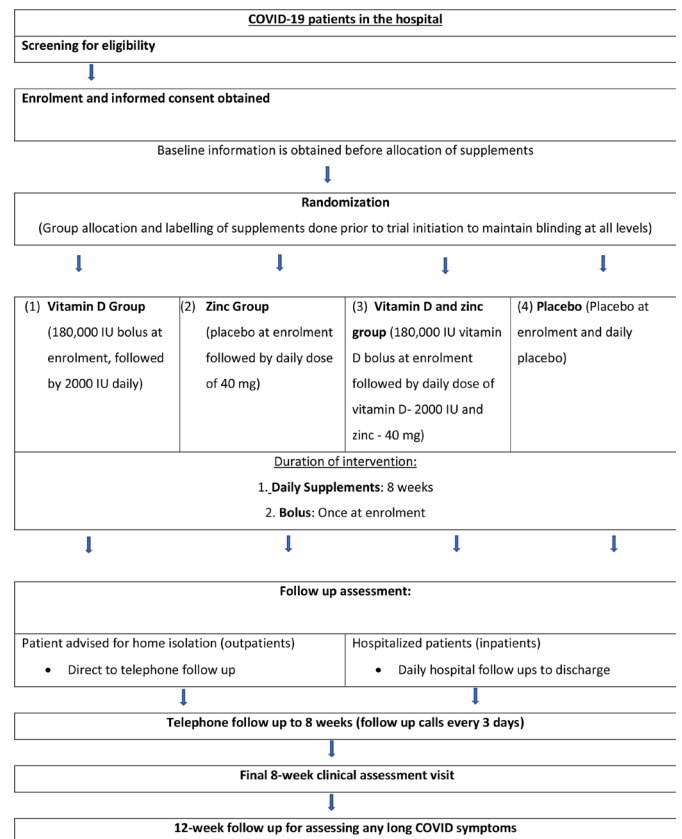 COVID-19 patients in the hospital
Screening for eligibility
Enrolment and informed consent obtained
Baseline information is obtained before allocation of supplements
Randomization
(Group allocation and labelling of supplements done prior to trial initiation to maintain blinding at all levels)
(1) Vitamin D Group
(180,000 IU bolus at
enrolment, followed
by 2000 IU daily)
(2) Zinc Group
(placebo at enrolment
followed by daily dose
of 40 mg)
(3) Vitamin D and zinc
group (180,000 IU vitamin
D bolus at enrolment
followed by daily dose of
vitamin D- 2000 IU and
zinc - 40 mg)
(4) Placebo (Placebo at
enrolment and daily
placebo)
Duration of intervention:
1. Daily Supplements: 8 weeks
2. Bolus: Once at enrolment
Follow up assessment:
Patient advised for home isolation (outpatients)
• Direct to telephone follow up
Hospitalized patients (inpatients)
• Daily hospital follow ups to discharge
Telephone follow up to 8 weeks (follow up calls every 3 days)
Final 8-week clinical assessment visit
12-week follow up for assessing any long COVID symptoms